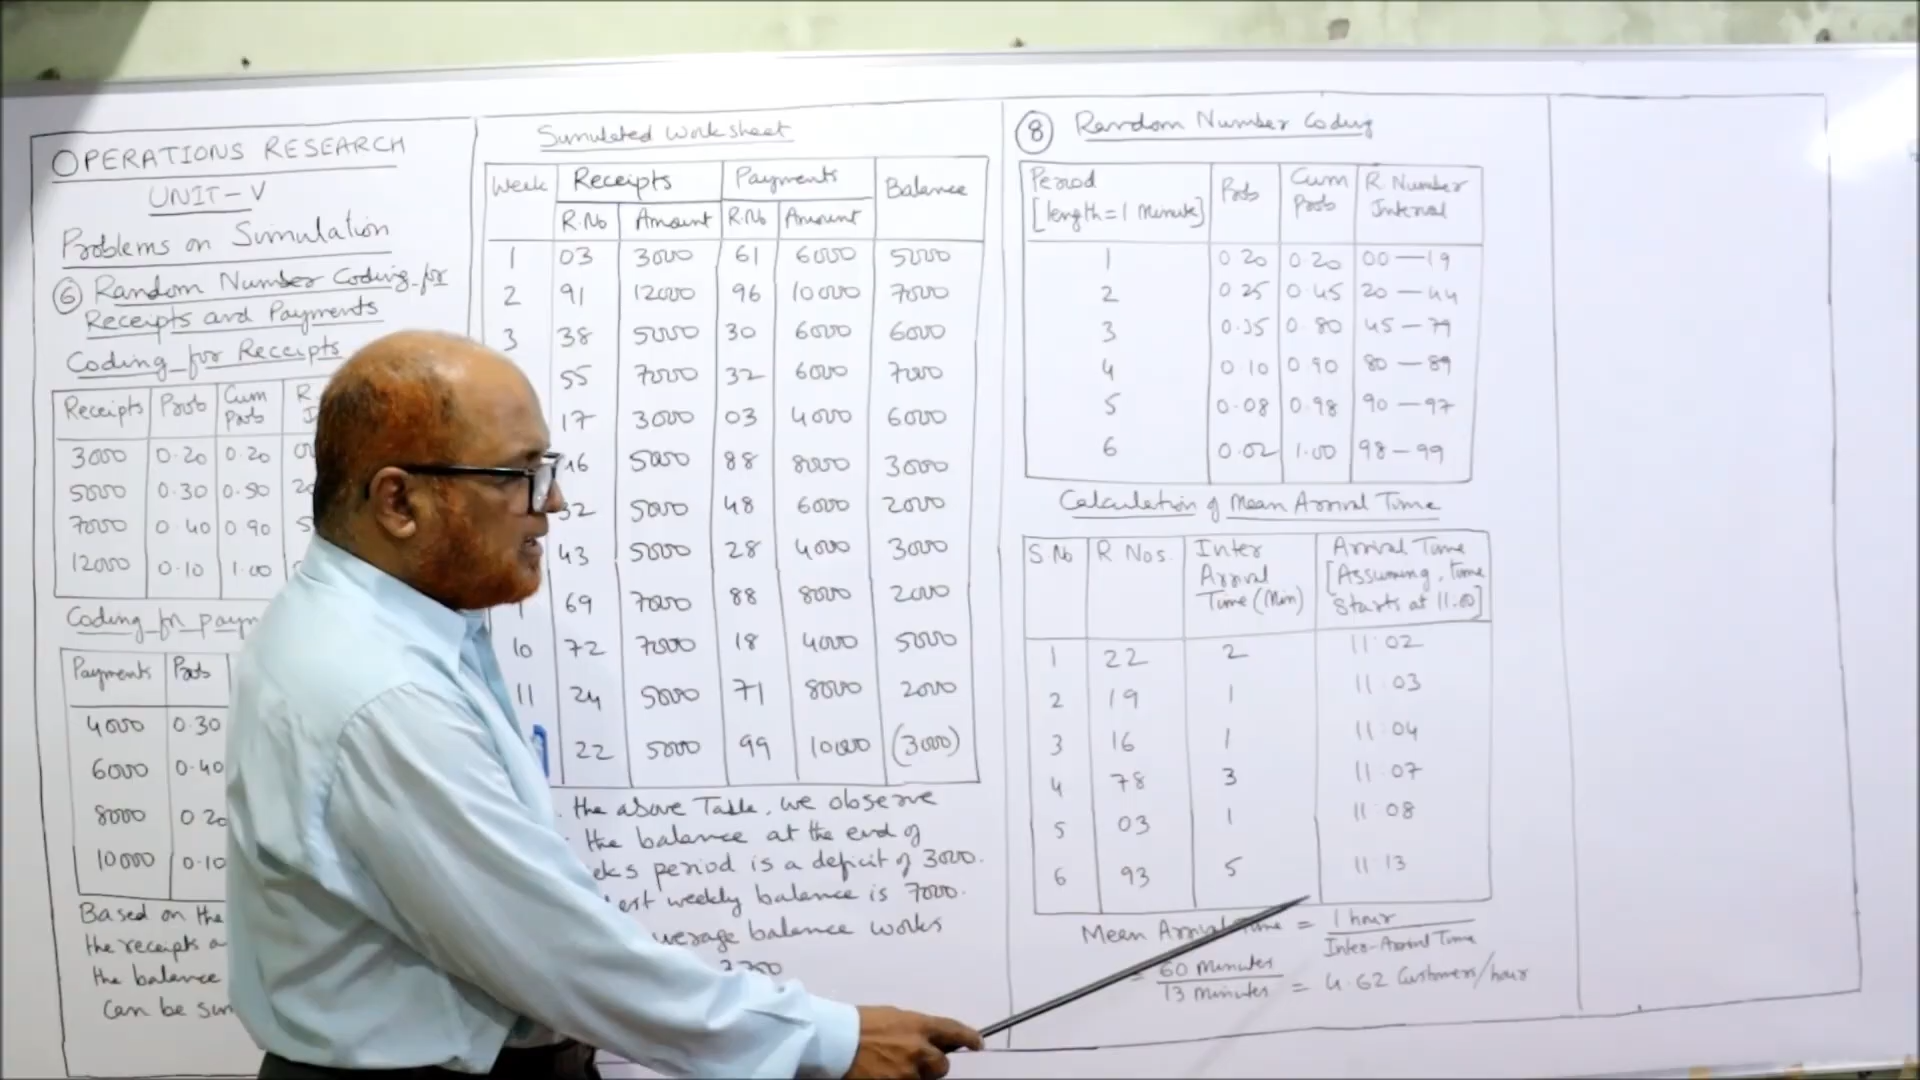 OPERATIONS RESEARCH
UNIT-V
Problems on Simulation
⑥ Random Number Coding for
Receipts and Payments
Coding for Receipts
Receipts Prob Cum Prob R.
3000 0.20 0.20
5000 0.30 0.50 20
7000 0.40 0.90 5
12000 0.10 1.00
Coding for paym
Payments Prob
4000 0.30
6000 0.40
8000 0.20
10000 0.10
Based on the
the receipts a
the balance
Can be sim
Simulated Worksheet
Week Receipts Payments Balance
R.No Amount R.No Amount
1 03 3000 61 6000 5000
2 91 12000 96 10000 7000
3 38 5000 30 6000 6000
55 7000 32 6000 7000
17 3000 03 4000 6000
46 5000 88 8000 3000
32 5000 48 6000 2000
43 5000 28 4000 3000
69 7000 88 8000 2000
10 72 7000 18 4000 5000
11 24 5000 71 8000 2000
22 5000 99 10000 (3000)
the above Table, we observe
the balance at the end of
eks period is a deficit of 3000.
est weekly balance is 7000.
verage balance works
3750
⑧ Random Number Coding
Period [length = 1 Minute] Prob Cum Prob R Number Interval
1 0.20 0.20 00 — 19
2 0.25 0.45 20 — 44
3 0.35 0.80 45 — 79
4 0.10 0.90 80 — 89
5 0.08 0.98 90 — 97
6 0.02 1.00 98 — 99
Calculation of Mean Arrival Time
S.No R Nos. Inter Arrival Time (Min) Arrival Time [Assuming, time starts at 11.00]
1 22 2 11:02
2 19 1 11:03
3 16 1 11:04
4 78 3 11:07
5 03 1 11:08
6 93 5 11:13
Mean Arrival Time = 1 hour / Inter-Arrival Time
= 60 Minutes / 13 Minutes = 4.62 Customers/hour